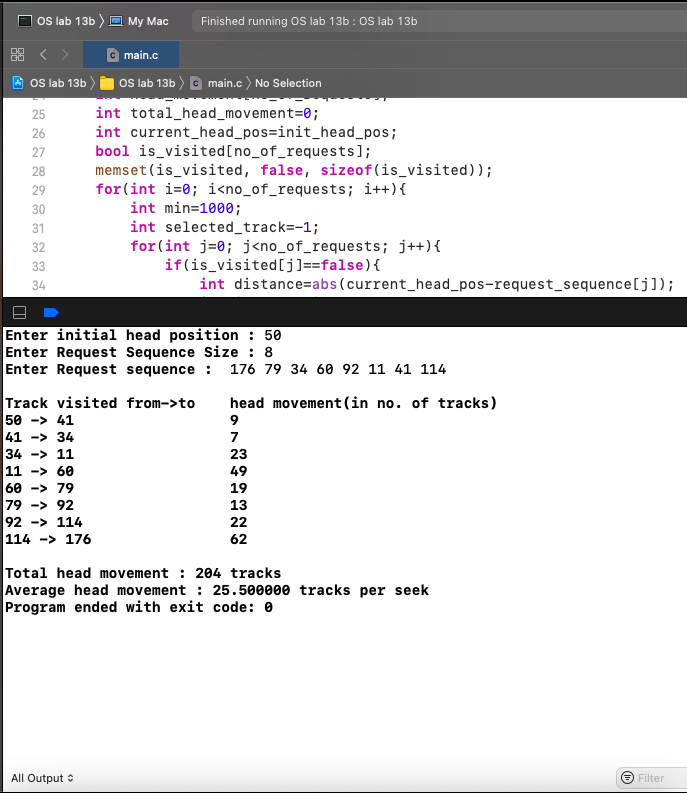 OS lab 13b My Mac Finished running OS lab 13b : OS lab 13b
C main.c
OS lab 13b OS lab 13b C main.c No Selection
25 int total_head_movement=0;
26 int current_head_pos=init_head_pos;
27 bool is_visited[no_of_requests];
28 memset(is_visited, false, sizeof(is_visited));
29 for(int i=0; i<no_of_requests; i++){
30 int min=1000;
31 int selected_track=-1;
32 for(int j=0; j<no_of_requests; j++){
33 if(is_visited[j]==false){
34 int distance=abs(current_head_pos-request_sequence[j]);
Enter initial head position : 50
Enter Request Sequence Size : 8
Enter Request sequence :  176 79 34 60 92 11 41 114
Track visited from->to    head movement(in no. of tracks)
50 -> 41 9
41 -> 34 7
34 -> 11 23
11 -> 60 49
60 -> 79 19
79 -> 92 13
92 -> 114 22
114 -> 176 62
Total head movement : 204 tracks
Average head movement : 25.500000 tracks per seek
Program ended with exit code: 0
All Output Filter